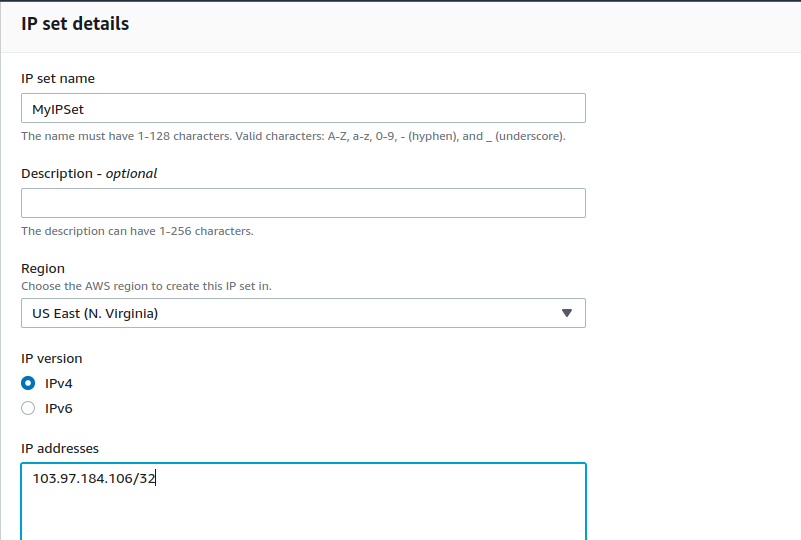 IP set details
IP set name
MyIPSet
The name must have 1-128 characters. Valid characters: A-Z, a-z, 0-9, - (hyphen), and _ (underscore).
Description - optional
The description can have 1-256 characters.
Region
Choose the AWS region to create this IP set in.
US East (N. Virginia)
IP version
IPv4
IPv6
IP addresses
103.97.184.106/32